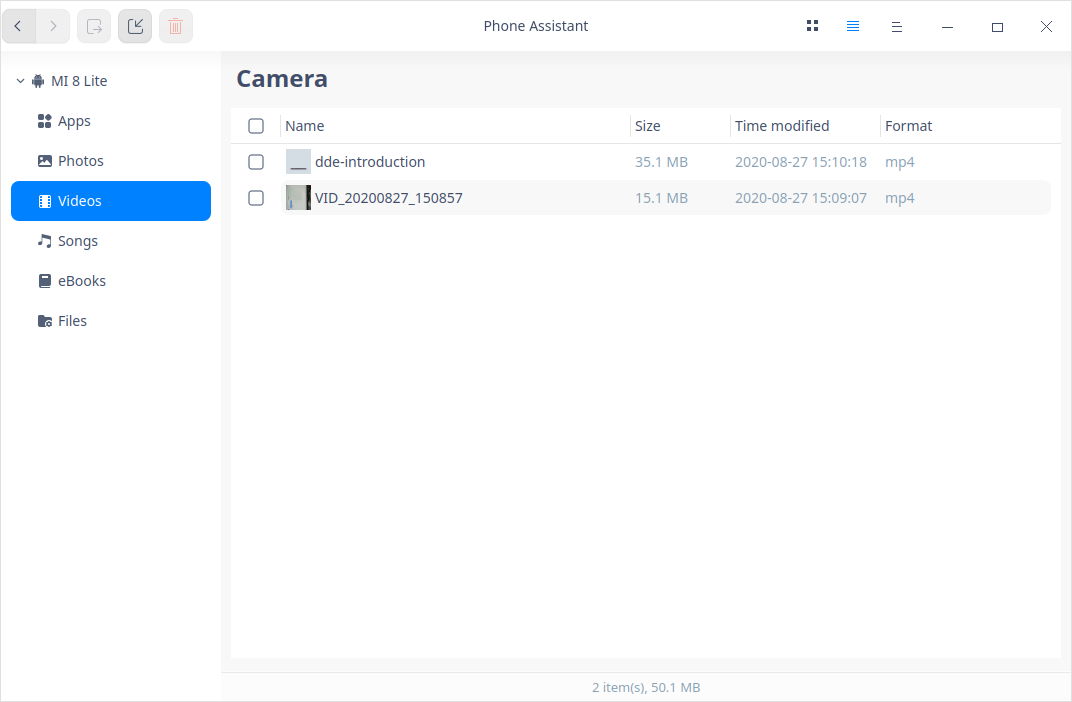 Phone Assistant
MI 8 Lite
Apps
Photos
Videos
Songs
eBooks
Files
Camera
Name Size Time modified Format
dde-introduction 35.1 MB 2020-08-27 15:10:18 mp4
VID_20200827_150857 15.1 MB 2020-08-27 15:09:07 mp4
2 item(s), 50.1 MB